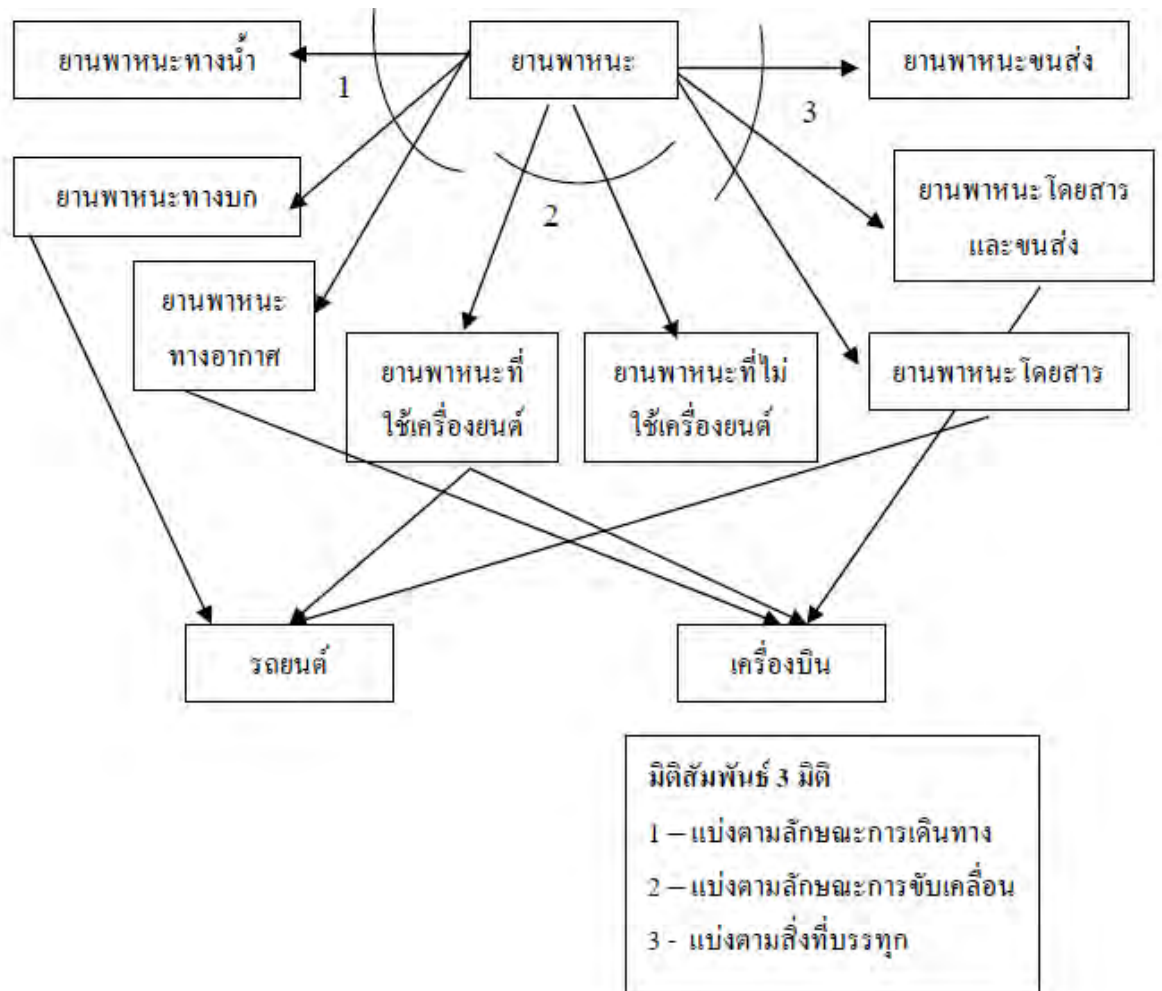 ยานพาหนะทางน้ำ
ยานพาหนะ
ยานพาหนะขนส่ง
1
3
ยานพาหนะทางบก
ยานพาหนะโดยสาร
และขนส่ง
2
ยานพาหนะ
ทางอากาศ
ยานพาหนะที่
ใช้เครื่องยนต์
ยานพาหนะที่ไม่
ใช้เครื่องยนต์
ยานพาหนะโดยสาร
รถยนต์
เครื่องบิน
มิติสัมพันธ์ 3 มิติ
1 – แบ่งตามลักษณะการเดินทาง
2 – แบ่งตามลักษณะการขับเคลื่อน
3 - แบ่งตามสิ่งที่บรรทุก